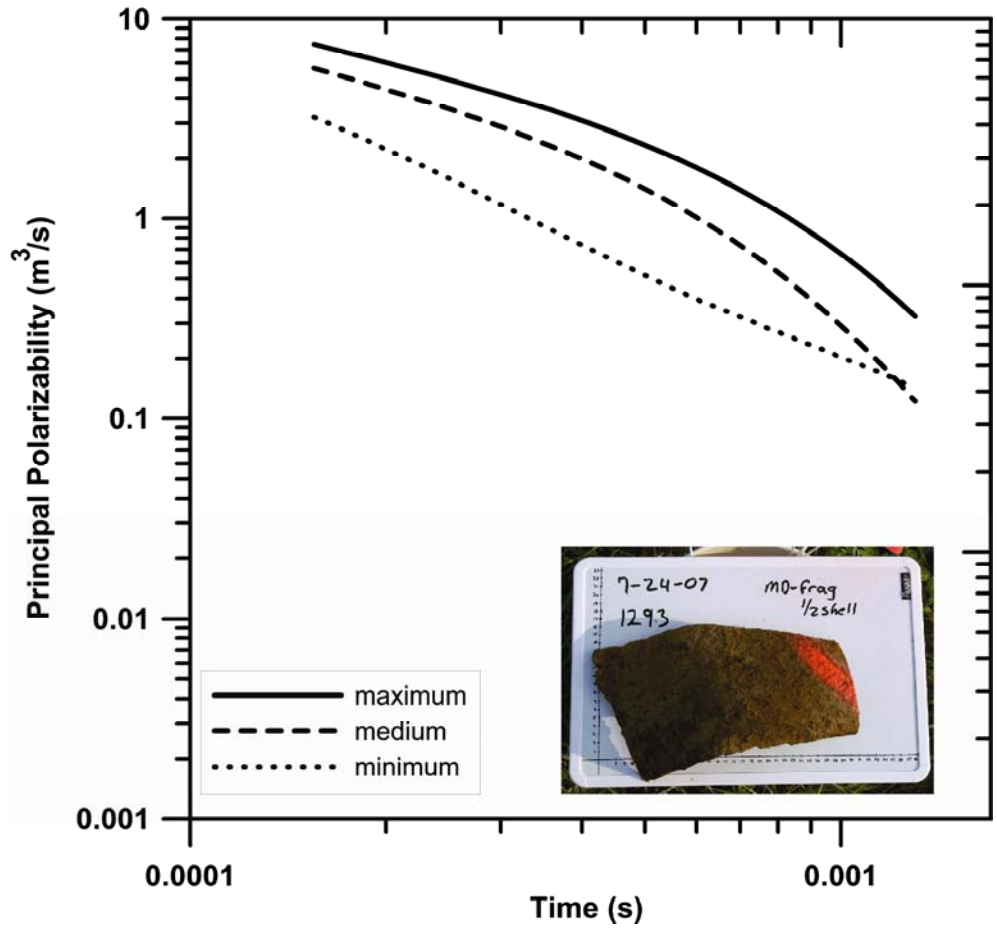 10
1
0.1
0.01
0.001
Principal Polarizability (m³/s)
7-24-07
1293
MD-frag
1/2 shell
maximum
medium
minimum
0.0001
0.001
Time (s)